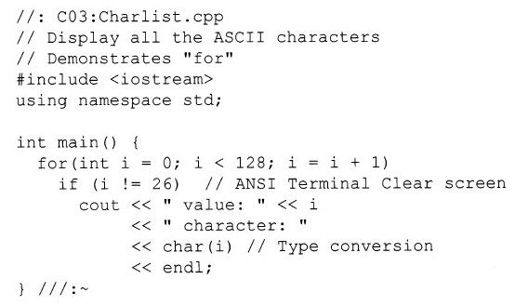 //: C03:Charlist.cpp
// Display all the ASCII characters
// Demonstrates "for"
#include <iostream>
using namespace std;

int main() {
  for(int i = 0; i < 128; i = i + 1)
    if (i != 26)  // ANSI Terminal Clear screen
      cout << " value: " << i
           << " character: "
           << char(i) // Type conversion
           << endl;
} ///:~